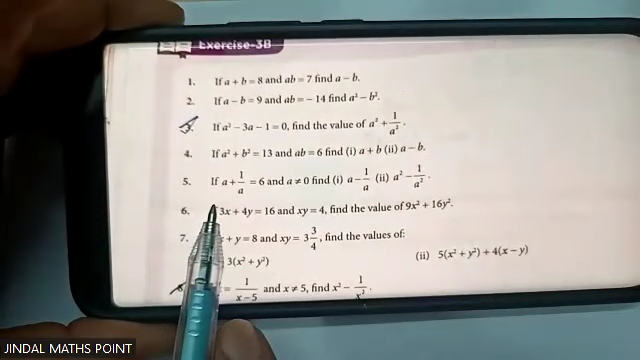 Exercise-3B
1. If a + b = 8 and ab = 7 find a − b.
2. If a − b = 9 and ab = − 14 find a² − b².
If a² − 3a − 1 = 0, find the value of a² + 1/a².
4. If a² + b² = 13 and ab = 6 find (i) a + b (ii) a − b.
5. If a + 1/a = 6 and a ≠ 0 find (i) a − 1/a (ii) a² − 1/a².
6. 3x + 4y = 16 and xy = 4, find the value of 9x² + 16y².
7. + y = 8 and xy = 3 3/4, find the values of:
3(x² + y²) (ii) 5(x² + y²) + 4(x − y)
= 1/(x−5) and x ≠ 5, find x² − 1/x².
JINDAL MATHS POINT